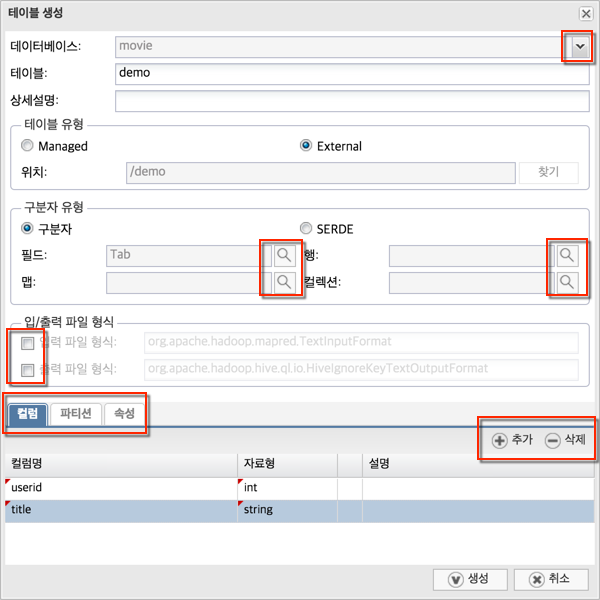 테이블 생성
데이터베이스: movie
테이블: demo
상세설명:
테이블 유형
Managed External
위치: /demo 찾기
구분자 유형
구분자 SERDE
필드: Tab 행:
맵: 컬렉션:
입/출력 파일 형식
입력 파일 형식: org.apache.hadoop.mapred.TextInputFormat
출력 파일 형식: org.apache.hadoop.hive.ql.io.HiveIgnoreKeyTextOutputFormat
컬럼 파티션 속성
추가 삭제
컬럼명 자료형 설명
userid int
title string
생성 취소